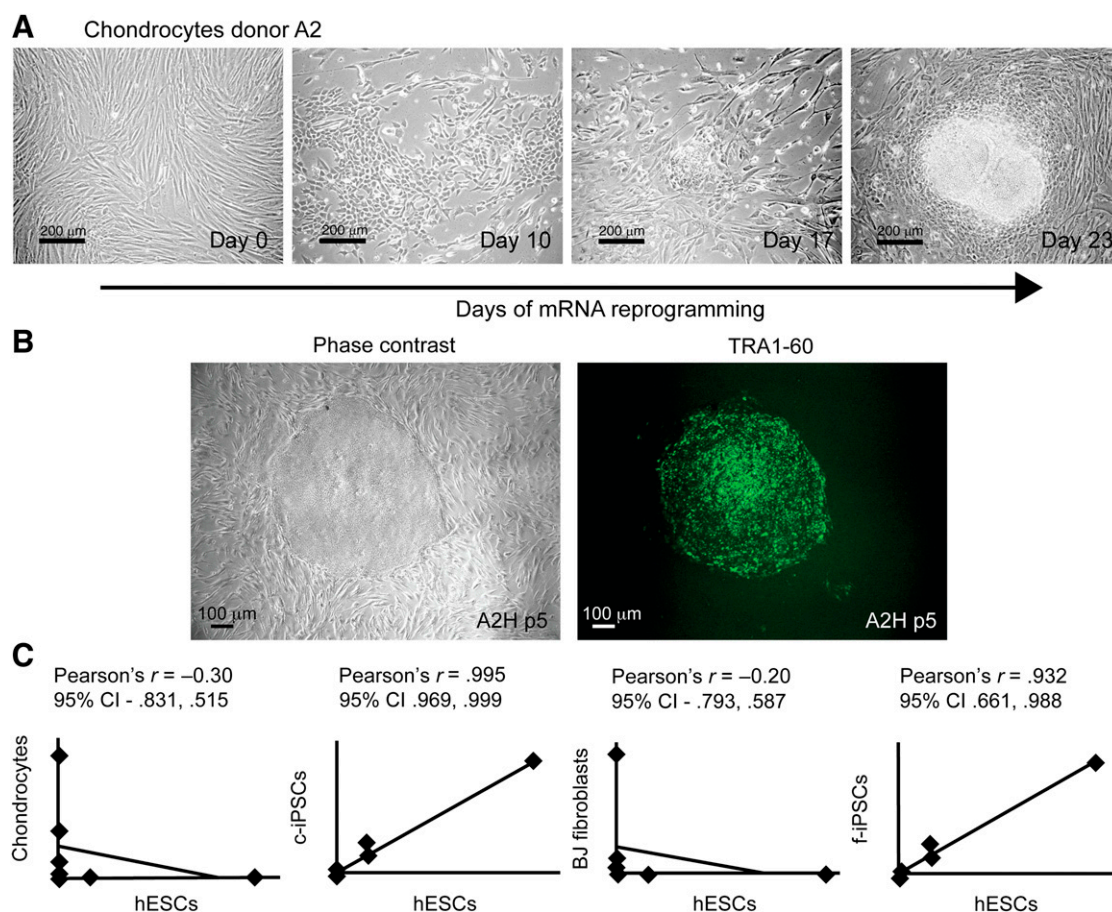 A
Chondrocytes donor A2
200 μm
Day 0
200 μm
Day 10
200 μm
Day 17
200 μm
Day 23
Days of mRNA reprogramming
B
Phase contrast
TRA1-60
100 μm
A2H p5
100 μm
A2H p5
C
Pearson's r = –0.30
95% CI - .831, .515
Pearson's r = .995
95% CI .969, .999
Pearson's r = –0.20
95% CI - .793, .587
Pearson's r = .932
95% CI .661, .988
Chondrocytes
hESCs
c-iPSCs
hESCs
BJ fibroblasts
hESCs
f-iPSCs
hESCs